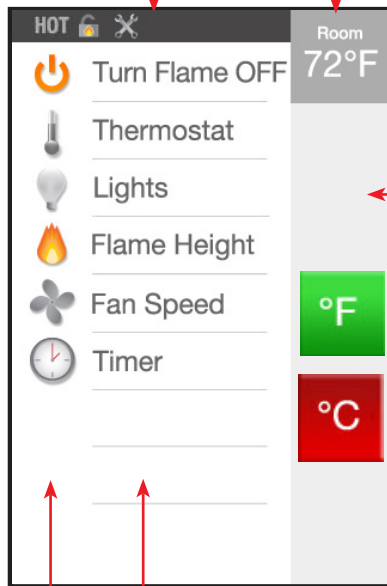 HOT
Room
72°F
Turn Flame OFF
Thermostat
Lights
Flame Height
Fan Speed
Timer
°F
°C